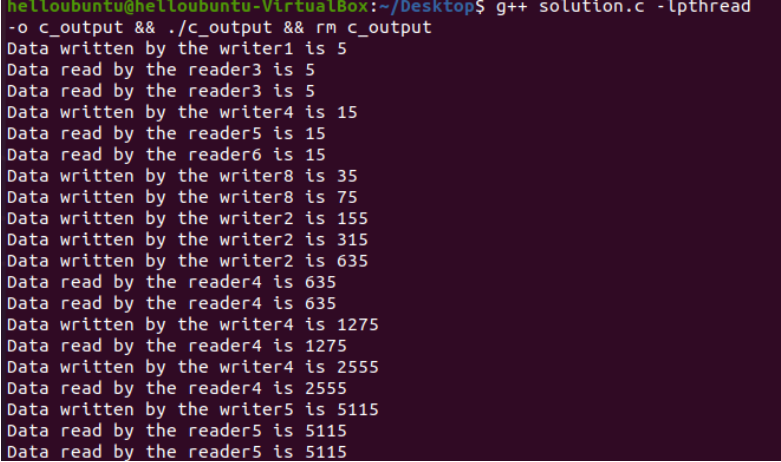 helloubuntu@helloubuntu-VirtualBox:~/Desktop$ g++ solution.c -lpthread
-o c_output && ./c_output && rm c_output
Data written by the writer1 is 5
Data read by the reader3 is 5
Data read by the reader3 is 5
Data written by the writer4 is 15
Data read by the reader5 is 15
Data read by the reader6 is 15
Data written by the writer8 is 35
Data written by the writer8 is 75
Data written by the writer2 is 155
Data written by the writer2 is 315
Data written by the writer2 is 635
Data read by the reader4 is 635
Data read by the reader4 is 635
Data written by the writer4 is 1275
Data read by the reader4 is 1275
Data written by the writer4 is 2555
Data read by the reader4 is 2555
Data written by the writer5 is 5115
Data read by the reader5 is 5115
Data read by the reader5 is 5115